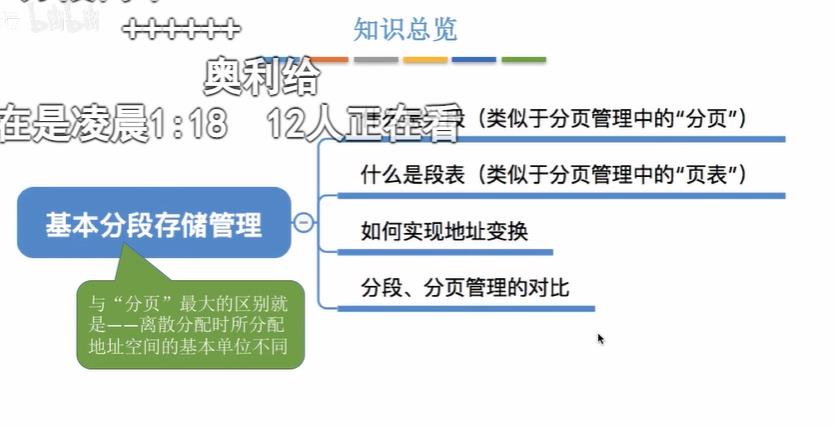 bilibili
知识总览
++++++
奥利给
在是凌晨1:18 12人正在看
（类似于分页管理中的“分页”）
什么是段表（类似于分页管理中的“页表”）
基本分段存储管理
如何实现地址变换
分段、分页管理的对比
与“分页”最大的区别就
是——离散分配时所分配
地址空间的基本单位不同